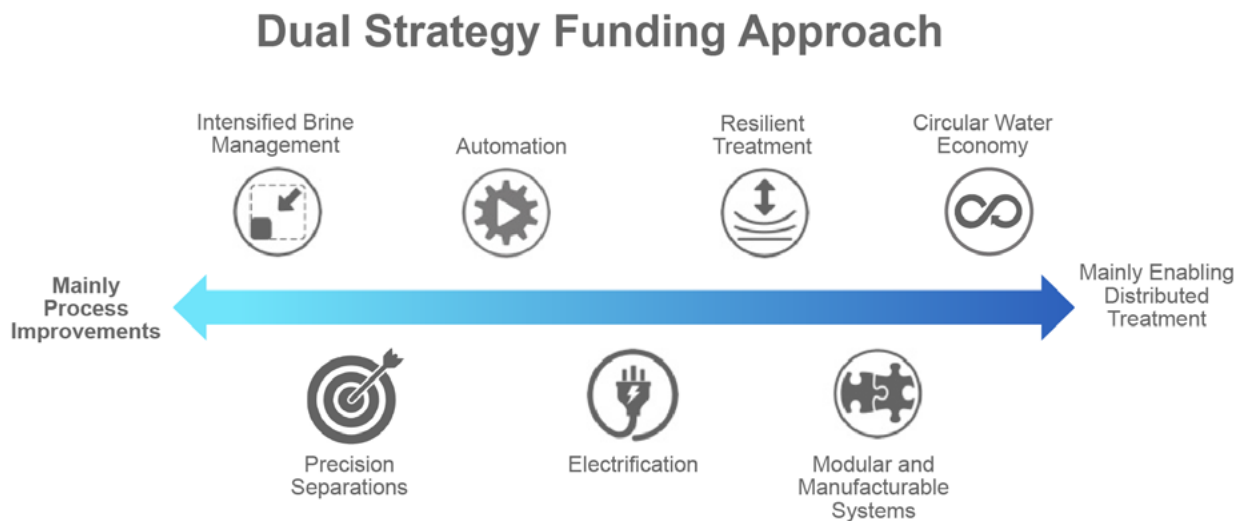 Dual Strategy Funding Approach
Intensified Brine
Management
Automation
Resilient
Treatment
Circular Water
Economy
Mainly
Process
Improvements
Mainly Enabling
Distributed
Treatment
Precision
Separations
Electrification
Modular and
Manufacturable
Systems